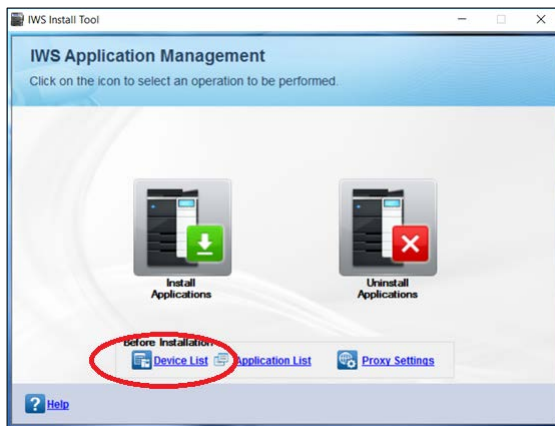 IWS Install Tool
IWS Application Management
Click on the icon to select an operation to be performed.
Install
Applications
Uninstall
Applications
Before Installation
Device List
Application List
Proxy Settings
Help